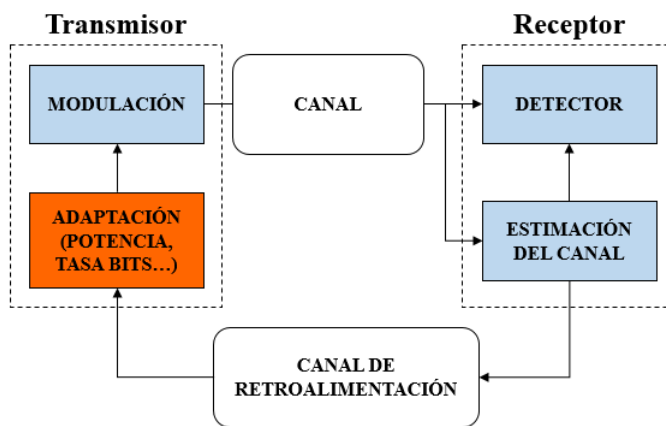 Transmisor
Receptor
MODULACIÓN
CANAL
DETECTOR
ADAPTACIÓN
(POTENCIA,
TASA BITS...)
ESTIMACIÓN
DEL CANAL
CANAL DE
RETROALIMENTACIÓN